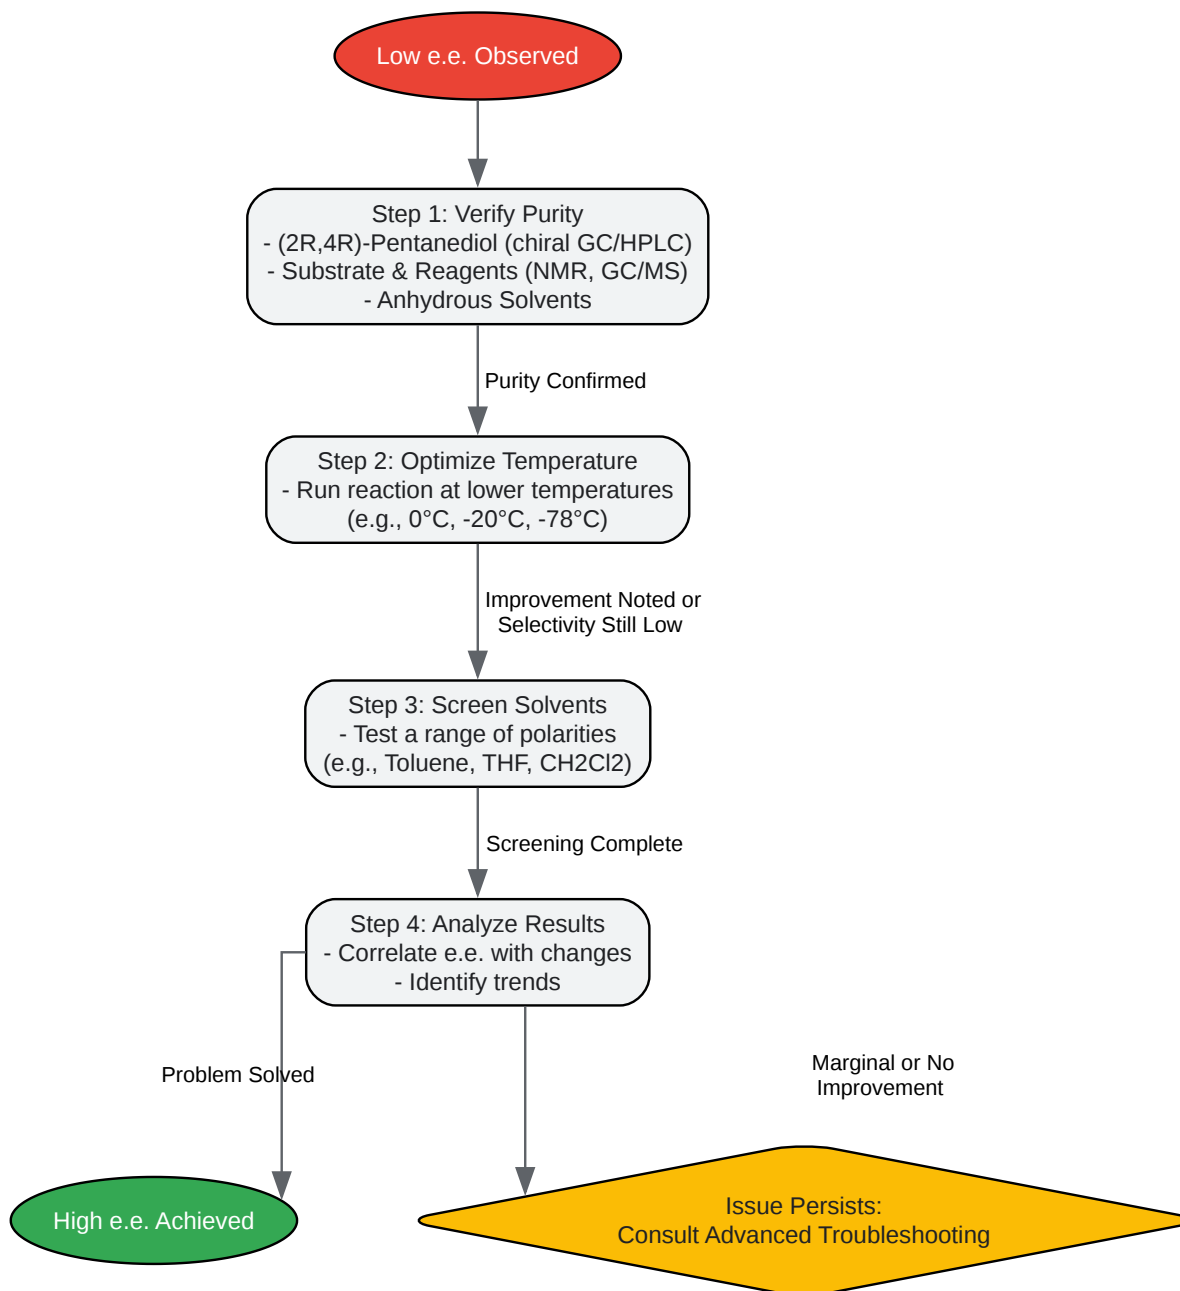 Low e.e. Observed
Step 1: Verify Purity
- (2R,4R)-Pentanediol (chiral GC/HPLC)
- Substrate & Reagents (NMR, GC/MS)
- Anhydrous Solvents
Purity Confirmed
Step 2: Optimize Temperature
- Run reaction at lower temperatures
(e.g., 0°C, -20°C, -78°C)
Improvement Noted or
Selectivity Still Low
Step 3: Screen Solvents
- Test a range of polarities
(e.g., Toluene, THF, CH2Cl2)
Screening Complete
Step 4: Analyze Results
- Correlate e.e. with changes
- Identify trends
Problem Solved
Marginal or No
Improvement
High e.e. Achieved
Issue Persists:
Consult Advanced Troubleshooting